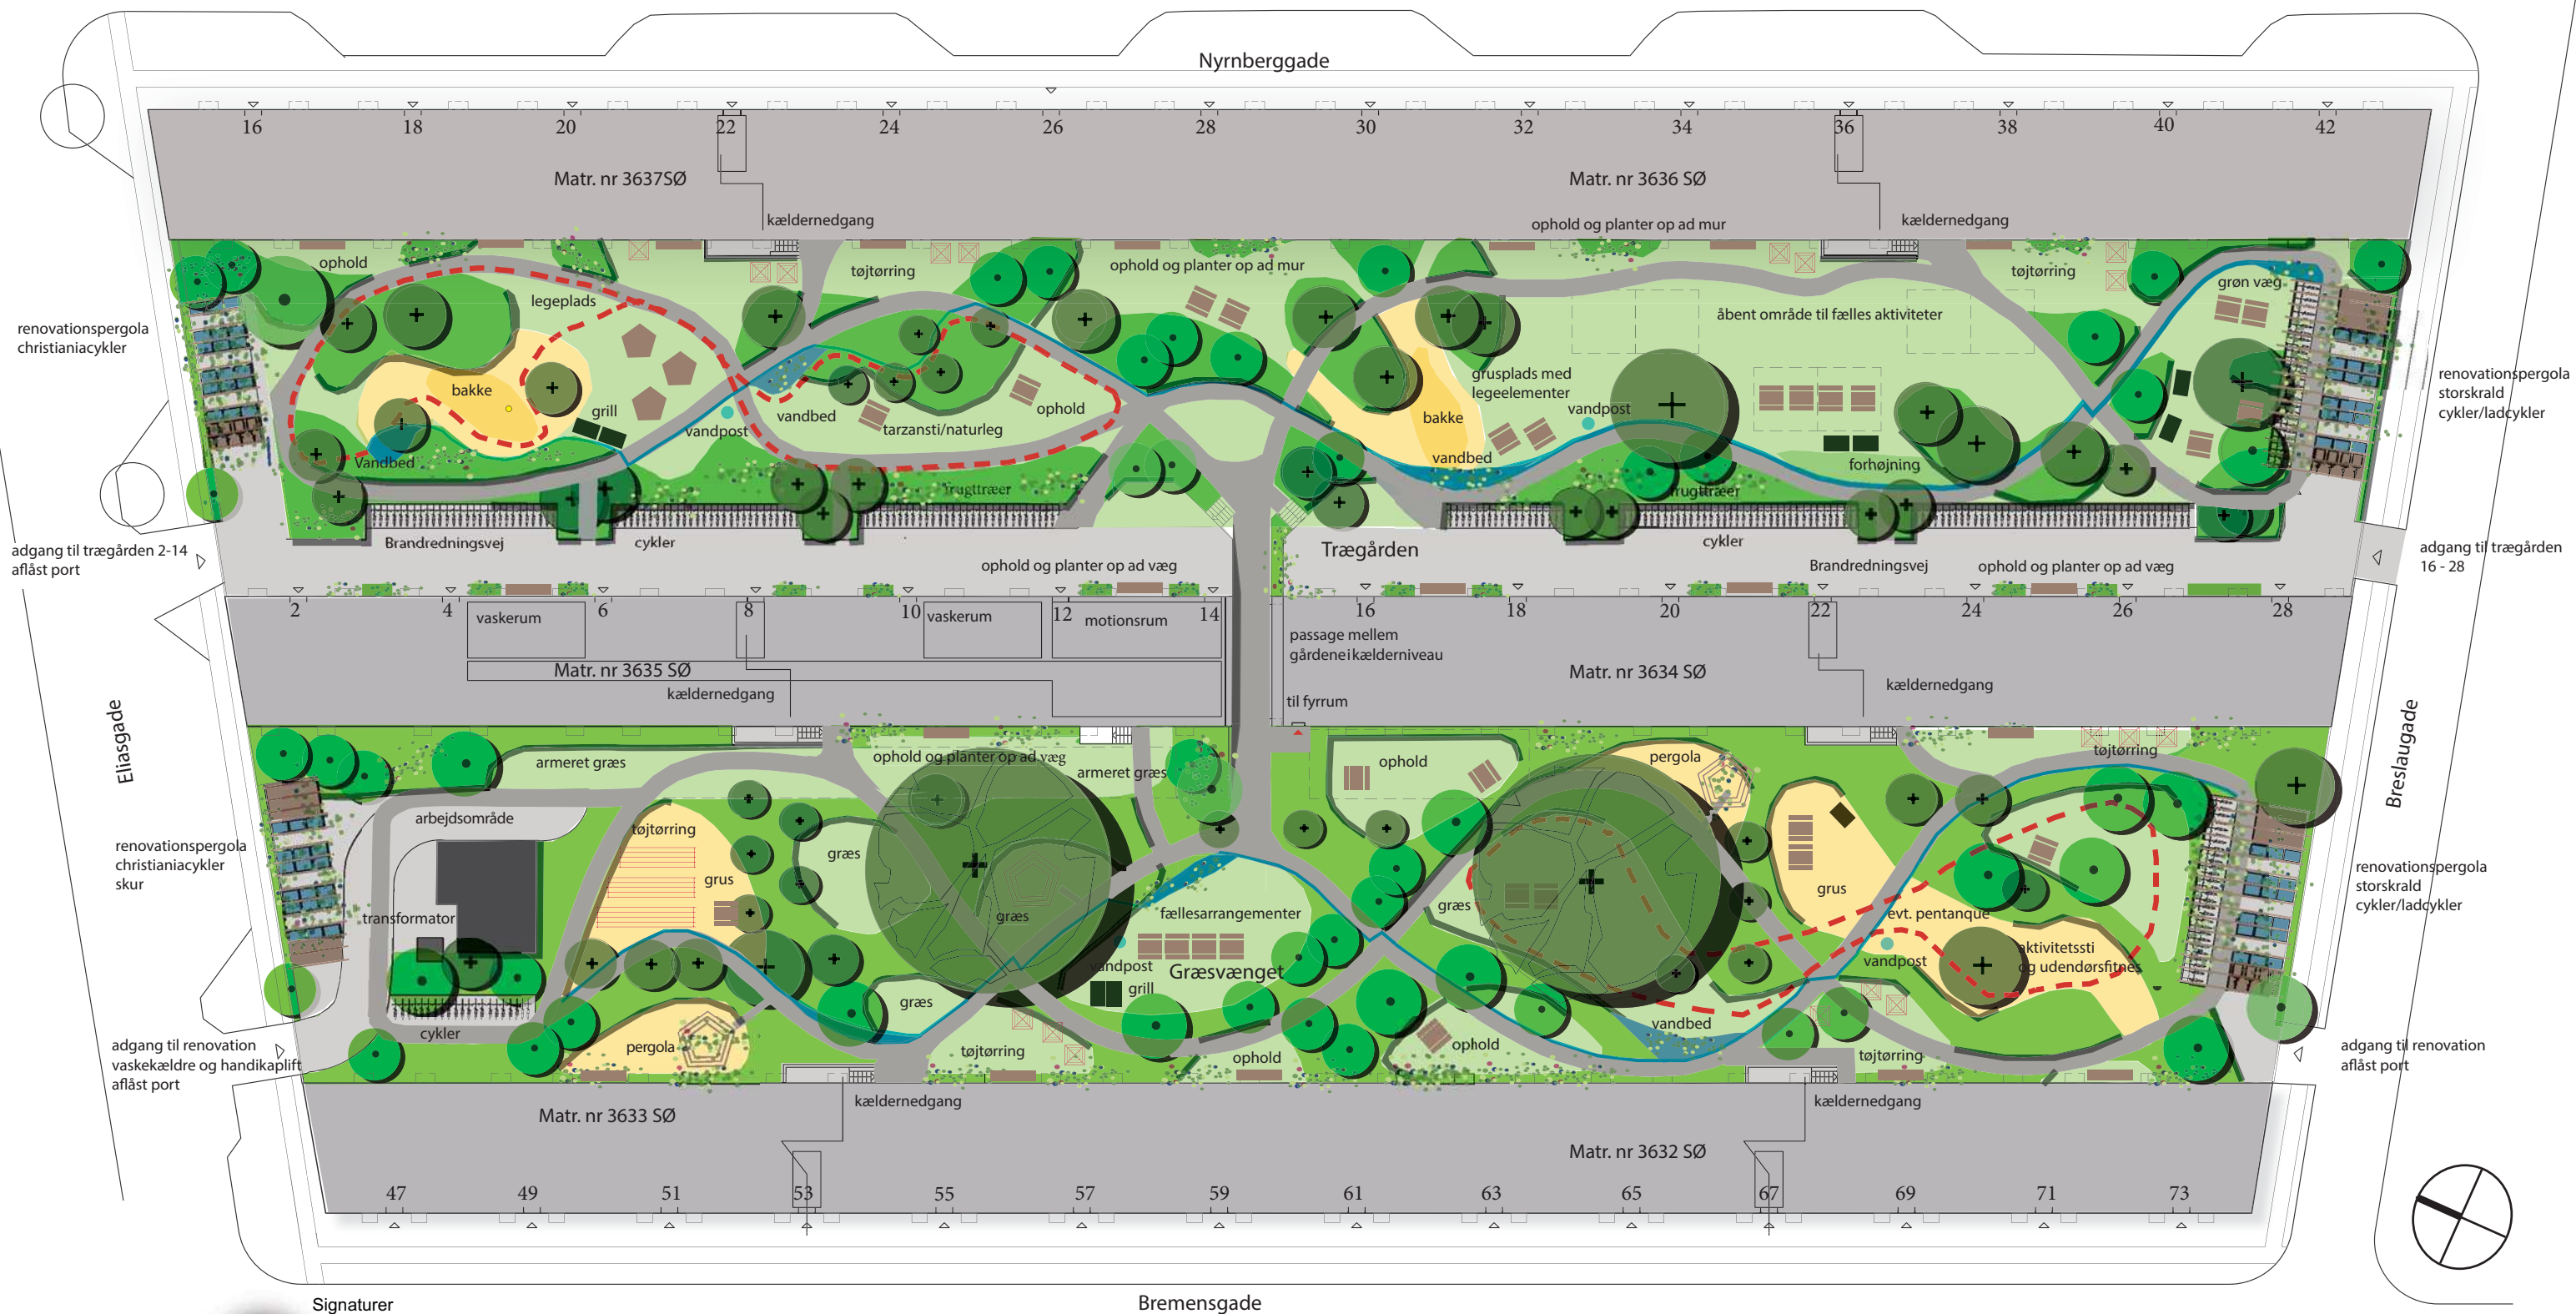 Nyrnberggade
16 18 20 22 24 26 28 30 32 34 36 38 40 42
Matr. nr 3637SØ
Matr. nr 3636 SØ
kældernedgang
ophold og planter op ad mur
kældernedgang
ophold
tøjtørring
ophold og planter op ad mur
tøjtørring
grøn væg
legeplads
åbent område til fælles aktiviteter
renovationspergola
christianiacykler
bakke
grill
vandpost
vandbed
tarzansti/naturleg
ophold
Vandbed
frugttræer
grusplads med
legeelementer
vandpost
bakke
vandbed
forhøjning
frugttræer
renovationspergola
storskrald
cykler/ladcykler
Brandredningsvej
cykler
Trægården
cykler
adgang til trægården 2-14
aflåst port
ophold og planter op ad væg
Brandredningsvej
ophold og planter op ad væg
adgang til trægården
16 - 28
2 4 6 8 10 12 14 16 18 20 22 24 26 28
vaskerum
vaskerum
motionsrum
passage mellem
gårdene i kælderniveau
Matr. nr 3635 SØ
Matr. nr 3634 SØ
kældernedgang
kældernedgang
til fyrrum
Eliasgade
Breslaugade
armeret græs
ophold og planter op ad væg
armeret græs
ophold
pergola
tøjtørring
arbejdsområde
tøjtørring
græs
grus
renovationspergola
christianiacykler
skur
transformator
græs
fællesarrangementer
græs
grus
evt. pentanque
renovationspergola
storskrald
cykler/ladcykler
vandpost
Græsvænget
grill
græs
vandpost
aktivitetssti
og udendørsfitnes
cykler
pergola
tøjtørring
ophold
ophold
vandbed
tøjtørring
adgang til renovation
vaskekældre og handikaplift
aflåst port
adgang til renovation
aflåst port
Matr. nr 3633 SØ
kældernedgang
kældernedgang
Matr. nr 3632 SØ
47 49 51 53 55 57 59 61 63 65 67 69 71 73
Signaturer
Bremensgade